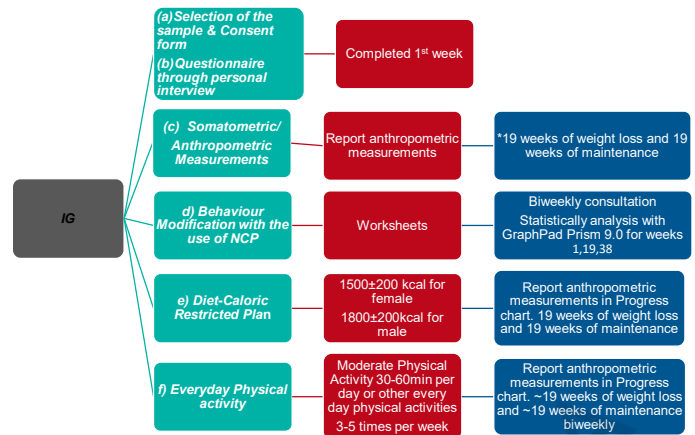 IG
(a)Selection of the
sample & Consent
form
(b)Questionnaire
through personal
interview
Completed 1st week
(c) Somatometric/
Anthropometric
Measurements
Report anthropometric
measurements
*19 weeks of weight loss and 19
weeks of maintenance
d) Behaviour
Modification with the
use of NCP
Worksheets
Biweekly consultation
Statistically analysis with
GraphPad Prism 9.0 for weeks
1,19,38
e) Diet-Caloric
Restricted Plan
1500±200 kcal for
female
1800±200kcal for
male
Report anthropometric
measurements in Progress
chart. 19 weeks of weight loss
and 19 weeks of maintenance
f) Everyday Physical
activity
Moderate Physical
Activity 30-60min per
day or other every
day physical activities
3-5 times per week
Report anthropometric
measurements in Progress
chart. ~19 weeks of weight loss
and ~19 weeks of maintenance
biweekly